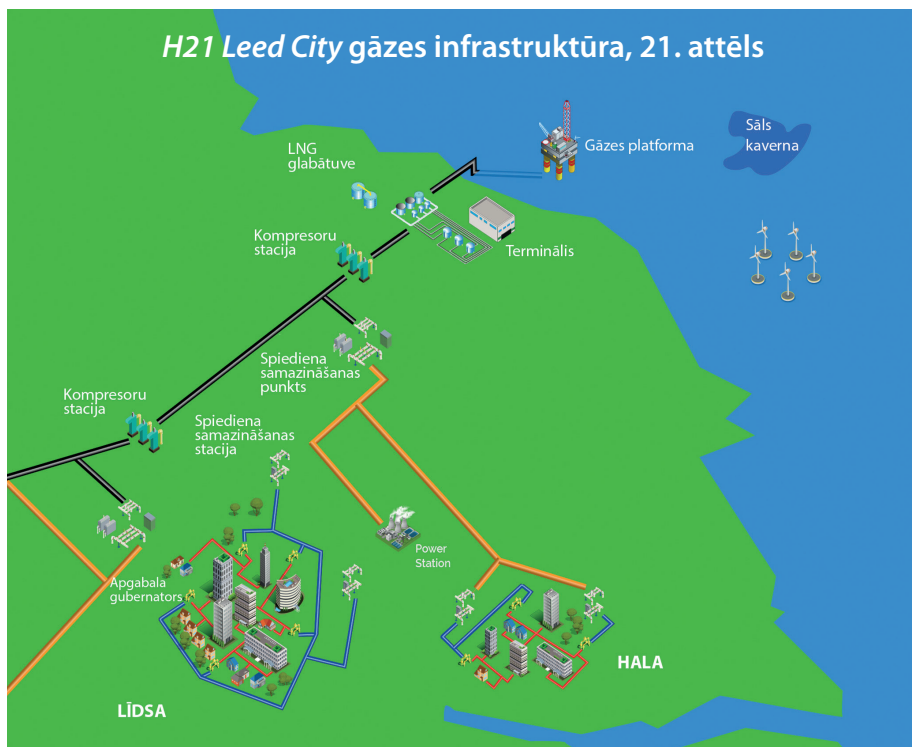 H21 Leed City gāzes infrastruktūra, 21. attēls
Sāls
kaverna
Gāzes platforma
LNG
glabātuve
Kompresoru
stacija
Terminālis
Spiediena
samazināšanas
punkts
Kompresoru
stacija
Spiediena
samazināšanas
stacija
Power
Station
Apgabala
gubernators
HALA
LĪDSA